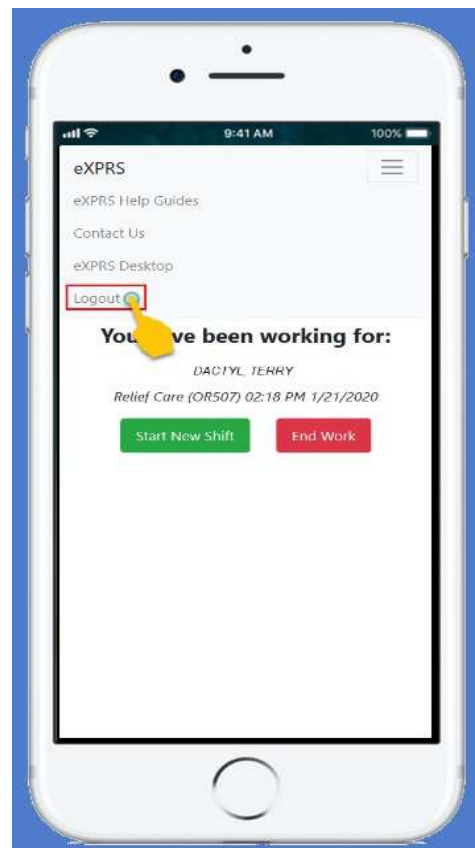 9:41 AM 100%
eXPRS
eXPRS Help Guides
Contact Us
eXPRS Desktop
Logout
You ve been working for:
DACTYL, TERRY
Relief Care (OR507) 02:18 PM 1/21/2020
Start New Shift End Work